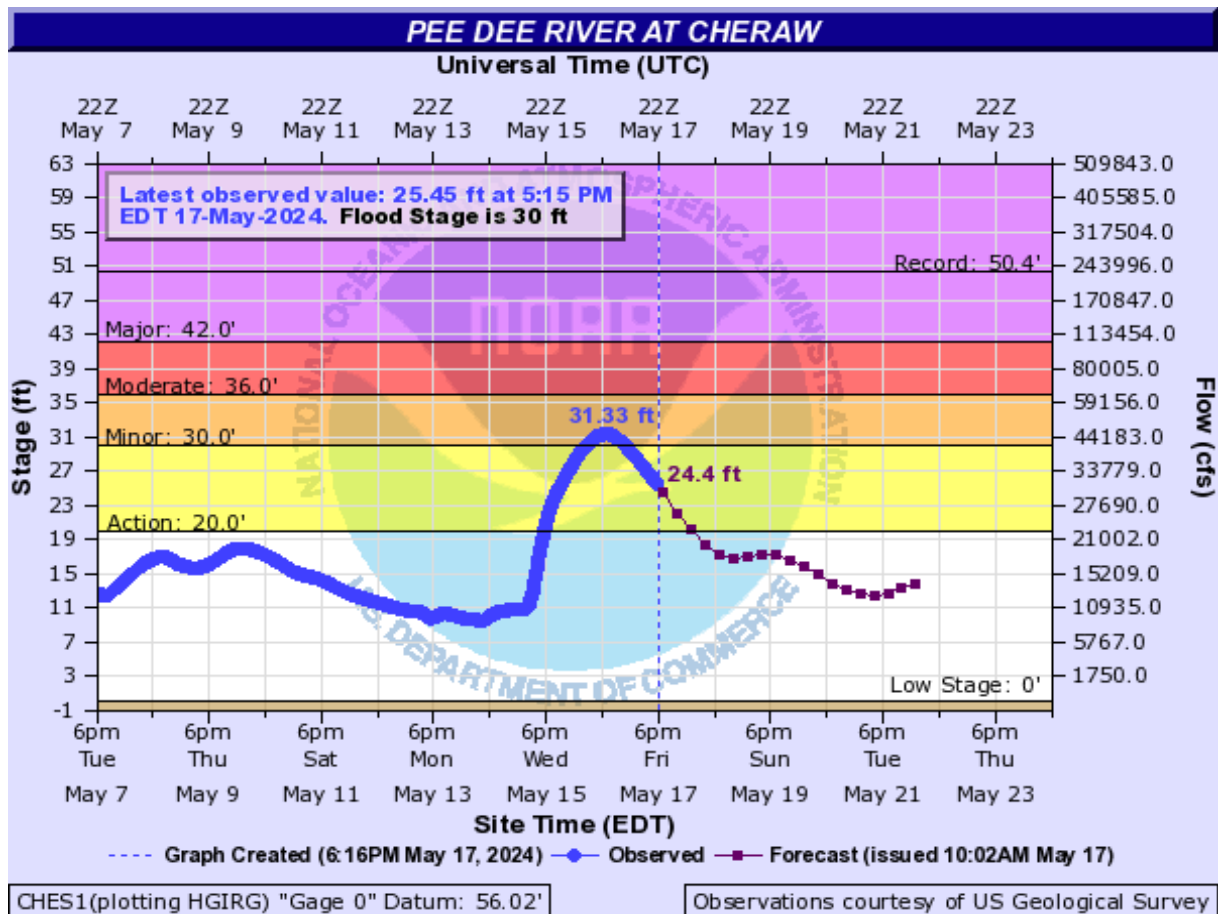 PEE DEE RIVER AT CHERAW
Universal Time (UTC)
22Z 22Z 22Z 22Z 22Z 22Z 22Z 22Z 22Z
May 7 May 9 May 11 May 13 May 15 May 17 May 19 May 21 May 23
Latest observed value: 25.45 ft at 5:15 PM
EDT 17-May-2024. Flood Stage is 30 ft
Stage (ft)
63
59
55
51
47
43
39
35
31
27
23
19
15
11
7
3
-1
Record: 50.4'
Major: 42.0'
Moderate: 36.0'
Minor: 30.0'
Action: 20.0'
Low Stage: 0'
31.33 ft
24.4 ft
NOAA
NATIONAL OCEANIC AND ATMOSPHERIC ADMINISTRATION
U.S. DEPARTMENT OF COMMERCE
509843.0
405585.0
317504.0
243996.0
170847.0
113454.0
80005.0
59156.0
44183.0
33779.0
27690.0
21002.0
15209.0
10935.0
5767.0
1750.0
Flow (cfs)
6pm 6pm 6pm 6pm 6pm 6pm 6pm 6pm 6pm
Tue Thu Sat Mon Wed Fri Sun Tue Thu
May 7 May 9 May 11 May 13 May 15 May 17 May 19 May 21 May 23
Site Time (EDT)
Graph Created (6:16PM May 17, 2024) Observed Forecast (issued 10:02AM May 17)
CHES1(plotting HGIRG) "Gage 0" Datum: 56.02'
Observations courtesy of US Geological Survey